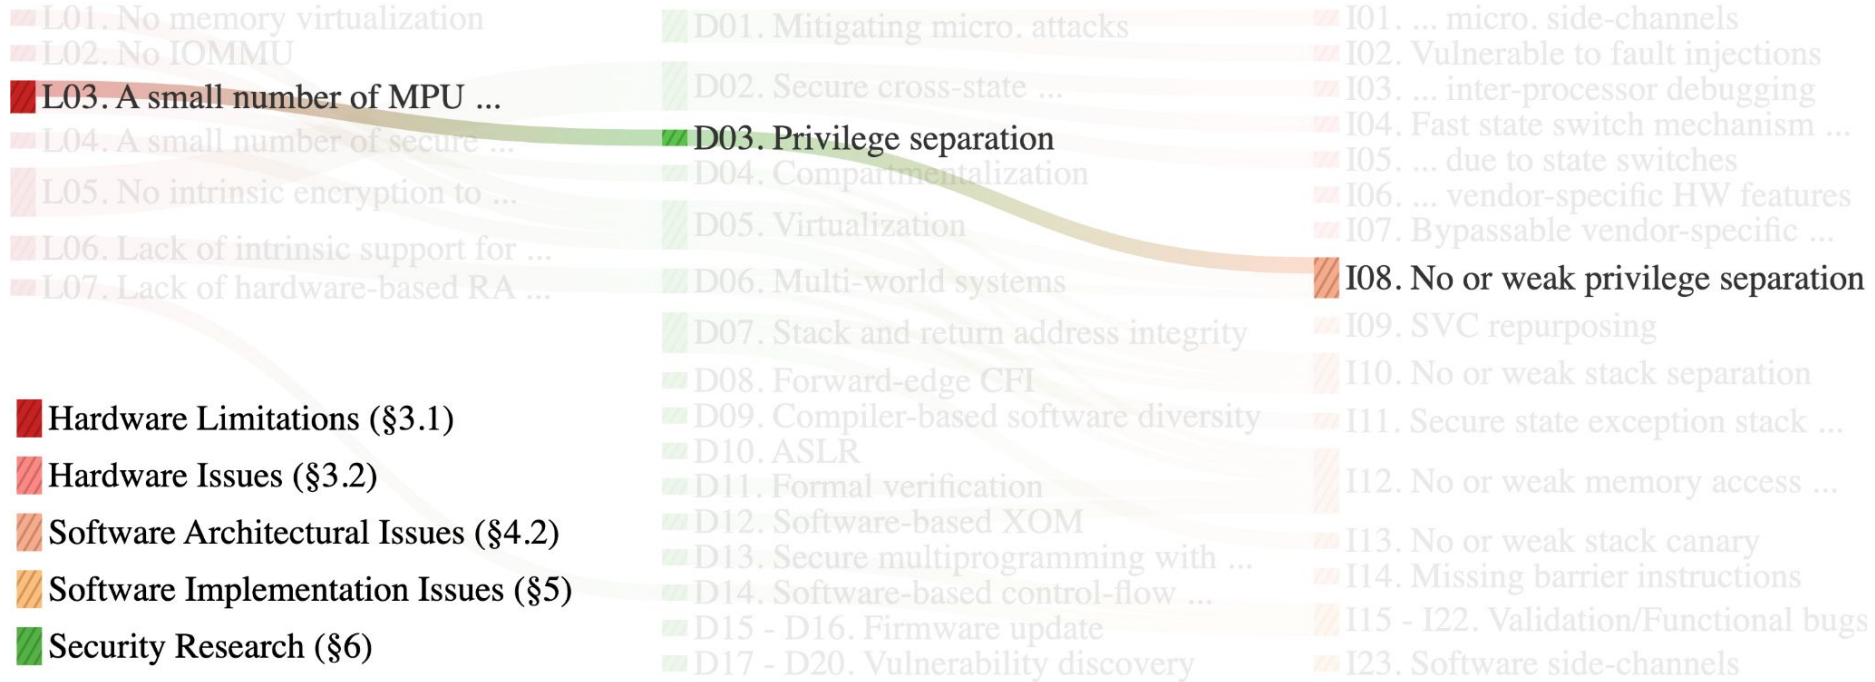 L01. No memory virtualization
L02. No IOMMU
L03. A small number of MPU ...
L04. A small number of secure ...
L05. No intrinsic encryption to ...
L06. Lack of intrinsic support for ...
L07. Lack of hardware-based RA ...
Hardware Limitations (§3.1)
Hardware Issues (§3.2)
Software Architectural Issues (§4.2)
Software Implementation Issues (§5)
Security Research (§6)
D01. Mitigating micro. attacks
D02. Secure cross-state ...
D03. Privilege separation
D04. Compartmentalization
D05. Virtualization
D06. Multi-world systems
D07. Stack and return address integrity
D08. Forward-edge CFI
D09. Compiler-based software diversity
D10. ASLR
D11. Formal verification
D12. Software-based XOM
D13. Secure multiprogramming with ...
D14. Software-based control-flow ...
D15 - D16. Firmware update
D17 - D20. Vulnerability discovery
I01. ... micro. side-channels
I02. Vulnerable to fault injections
I03. ... inter-processor debugging
I04. Fast state switch mechanism ...
I05. ... due to state switches
I06. ... vendor-specific HW features
I07. Bypassable vendor-specific ...
I08. No or weak privilege separation
I09. SVC repurposing
I10. No or weak stack separation
I11. Secure state exception stack ...
I12. No or weak memory access ...
I13. No or weak stack canary
I14. Missing barrier instructions
I15 - I22. Validation/Functional bugs
I23. Software side-channels